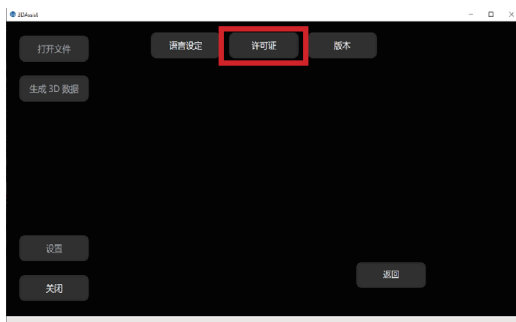 3DAssist
打开文件
语言设定
许可证
版本
生成 3D 数据
设置
返回
关闭